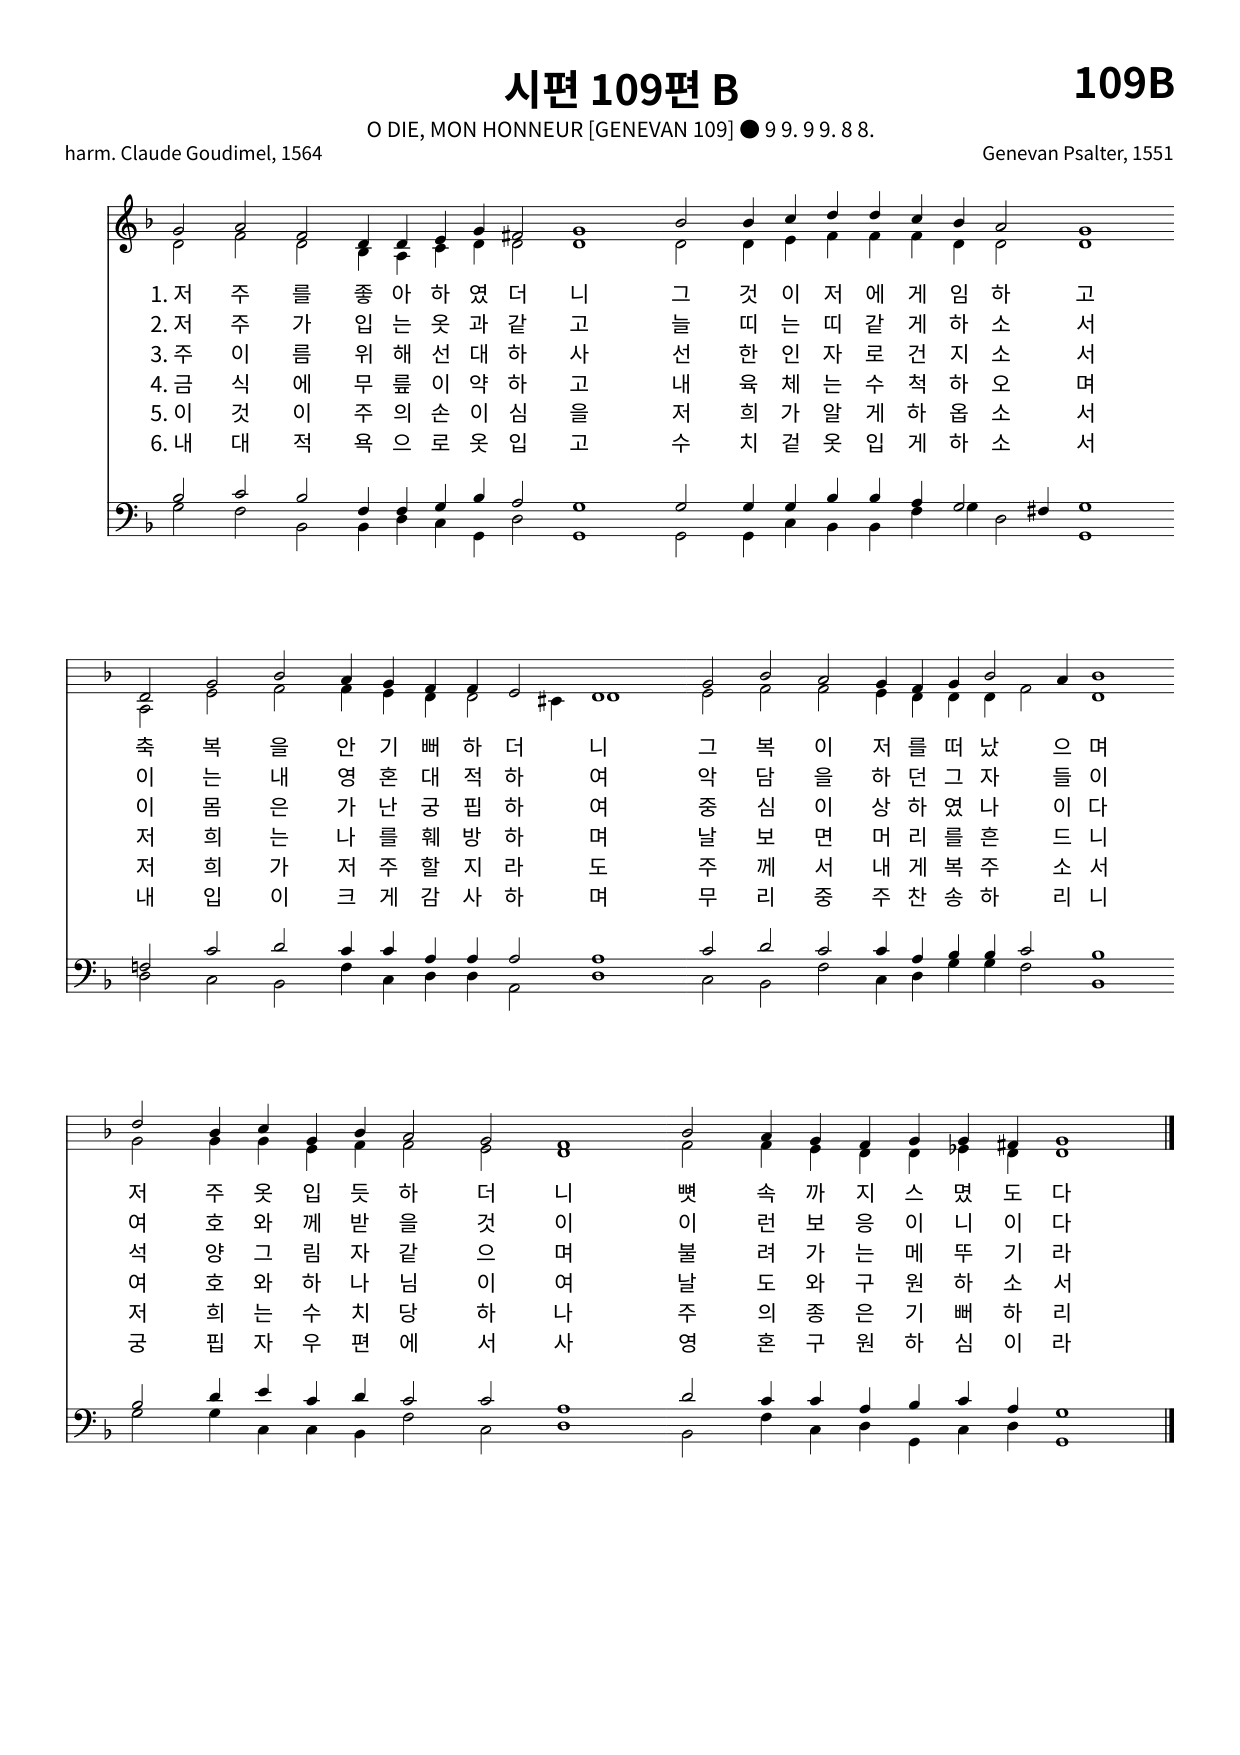 시편 109편 B
109B
O DIE, MON HONNEUR [GENEVAN 109] ● 9 9. 9 9. 8 8.
harm. Claude Goudimel, 1564
Genevan Psalter, 1551
1. 저 주 를 좋 아 하 였 더 니 그 것 이 저 에 게 임 하 고
2. 저 주 가 입 는 옷 과 같 고 늘 띠 는 띠 같 게 하 소 서
3. 주 이 름 위 해 선 대 하 사 선 한 인 자 로 건 지 소 서
4. 금 식 에 무 릎 이 약 하 고 내 육 체 는 수 척 하 오 며
5. 이 것 이 주 의 손 이 심 을 저 희 가 알 게 하 옵 소 서
6. 내 대 적 욕 으 로 옷 입 고 수 치 겉 옷 입 게 하 소 서
축 복 을 안 기 뻐 하 더 니 그 복 이 저 를 떠 났 으 며
이 는 내 영 혼 대 적 하 여 악 담 을 하 던 그 자 들 이
이 몸 은 가 난 궁 핍 하 여 중 심 이 상 하 였 나 이 다
저 희 는 나 를 훼 방 하 며 날 보 면 머 리 를 흔 드 니
저 희 가 저 주 할 지 라 도 주 께 서 내 게 복 주 소 서
내 입 이 크 게 감 사 하 며 무 리 중 주 찬 송 하 리 니
저 주 옷 입 듯 하 더 니 뼛 속 까 지 스 몄 도 다
여 호 와 께 받 을 것 이 이 런 보 응 이 니 이 다
석 양 그 림 자 같 으 며 불 려 가 는 메 뚜 기 라
여 호 와 하 나 님 이 여 날 도 와 구 원 하 소 서
저 희 는 수 치 당 하 나 주 의 종 은 기 뻐 하 리
궁 핍 자 우 편 에 서 사 영 혼 구 원 하 심 이 라